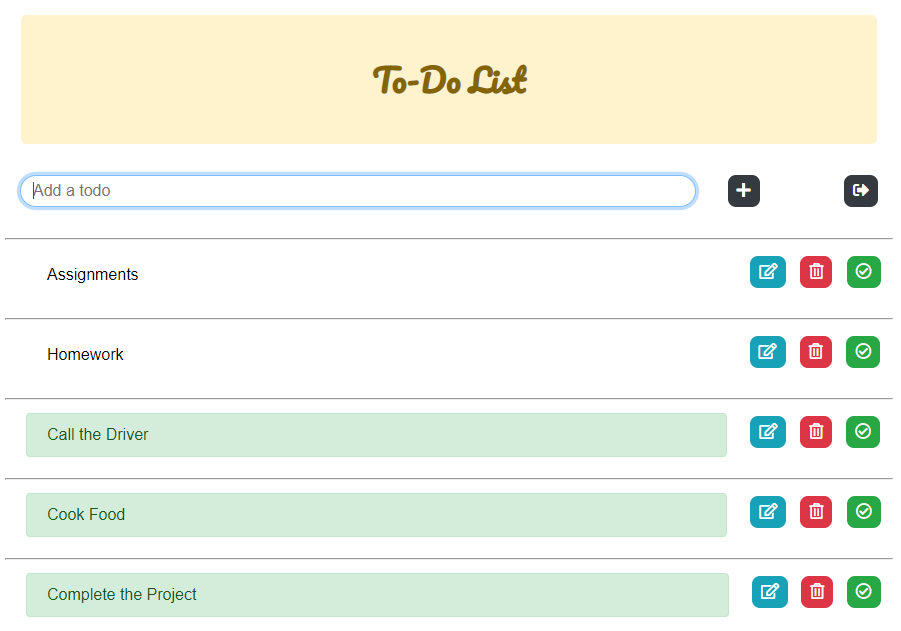 To-Do List
Add a todo
Assignments
Homework
Call the Driver
Cook Food
Complete the Project